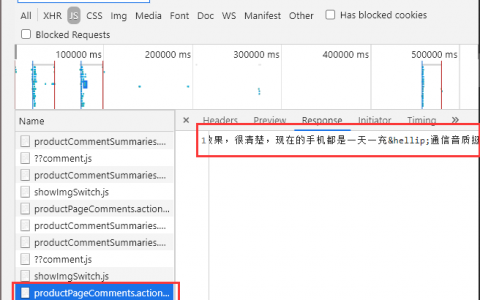 All XHR JS CSS Img Media Font Doc WS Manifest Other Has blocked cookies
Blocked Requests
100000 ms 200000 ms 300000 ms 400000 ms 500000 ms
Name
× Headers Preview Response Initiator Timing »
1 效果，很清楚，现在的手机都是一天一充&hellip;通信音质挺
productCommentSummaries....
??comment.js
showImgSwitch.js
productPageComments.action...
productCommentSummaries....
productCommentSummaries....
??comment.js
showImgSwitch.js
productPageComments.action...